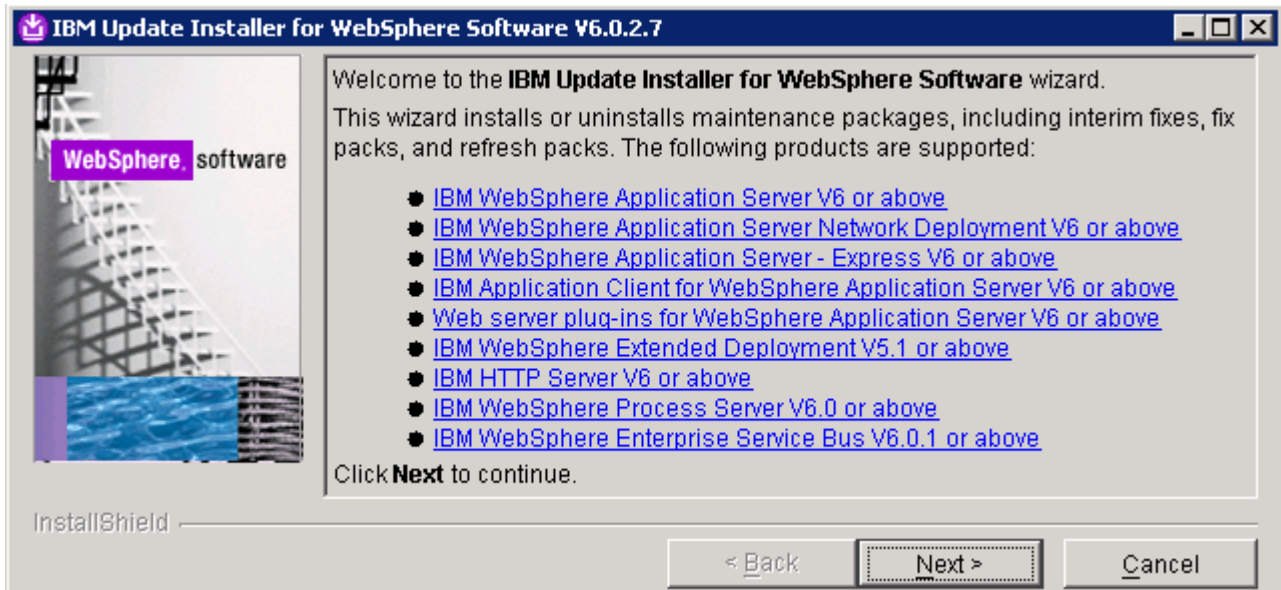 IBM Update Installer for WebSphere Software V6.0.2.7
WebSphere. software
Welcome to the IBM Update Installer for WebSphere Software wizard.
This wizard installs or uninstalls maintenance packages, including interim fixes, fix
packs, and refresh packs. The following products are supported:
IBM WebSphere Application Server V6 or above
IBM WebSphere Application Server Network Deployment V6 or above
IBM WebSphere Application Server - Express V6 or above
IBM Application Client for WebSphere Application Server V6 or above
Web server plug-ins for WebSphere Application Server V6 or above
IBM WebSphere Extended Deployment V5.1 or above
IBM HTTP Server V6 or above
IBM WebSphere Process Server V6.0 or above
IBM WebSphere Enterprise Service Bus V6.0.1 or above
Click Next to continue.
InstallShield
< Back
Next >
Cancel